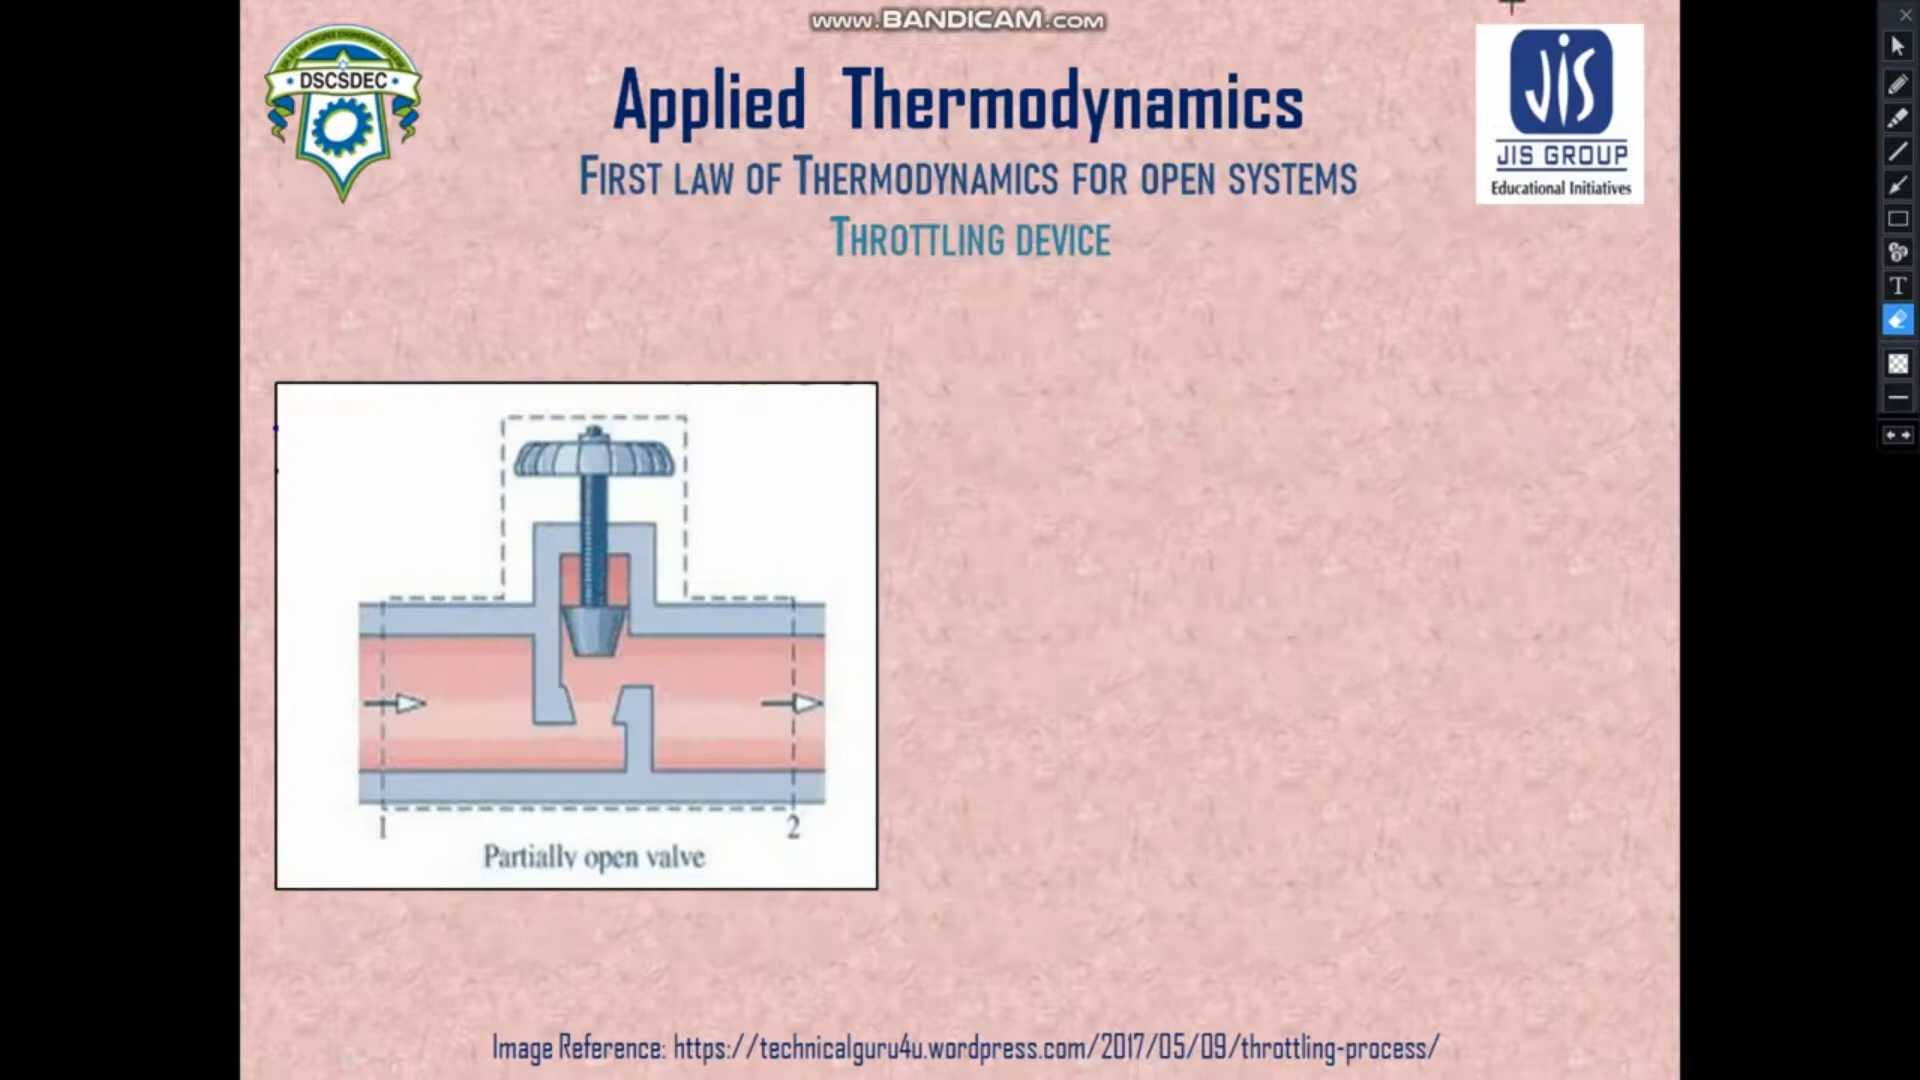 www.BANDICAM.com
DSCSDEC
Applied Thermodynamics
FIRST LAW OF THERMODYNAMICS FOR OPEN SYSTEMS
THROTTLING DEVICE
JIS
JIS GROUP
Educational Initiatives
1
2
Partially open valve
Image Reference: https://technicalguru4u.wordpress.com/2017/05/09/throttling-process/
T